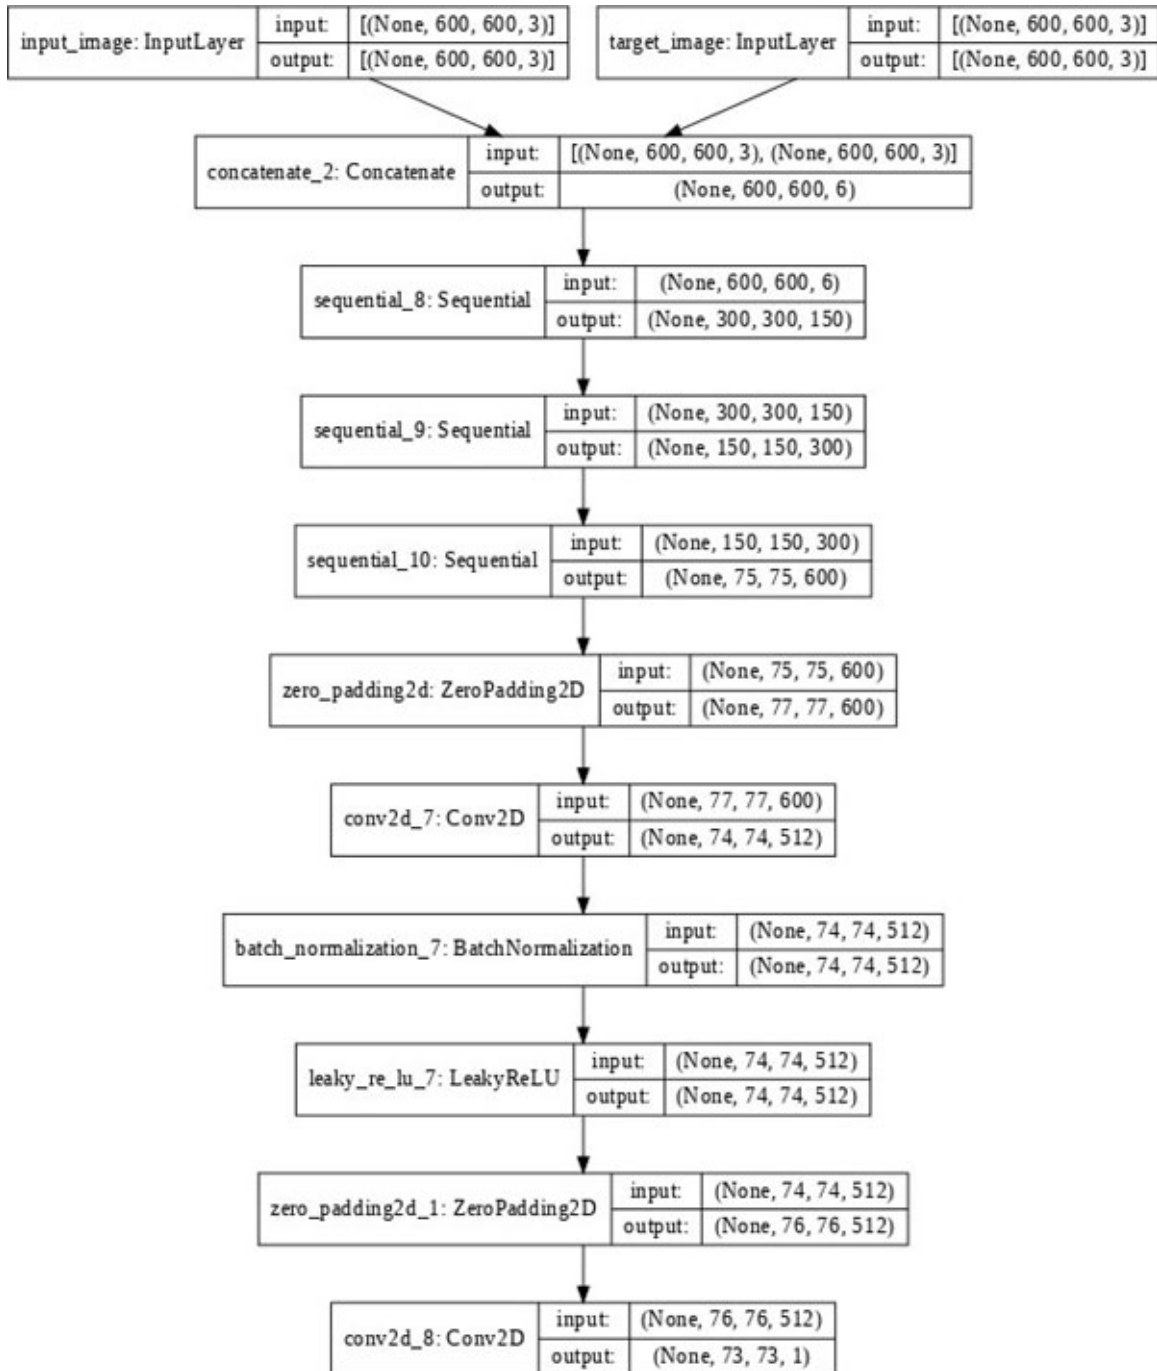 input_image: InputLayer
input: [(None, 600, 600, 3)]
output: [(None, 600, 600, 3)]
target_image: InputLayer
input: [(None, 600, 600, 3)]
output: [(None, 600, 600, 3)]
concatenate_2: Concatenate
input: [(None, 600, 600, 3), (None, 600, 600, 3)]
output: (None, 600, 600, 6)
sequential_8: Sequential
input: (None, 600, 600, 6)
output: (None, 300, 300, 150)
sequential_9: Sequential
input: (None, 300, 300, 150)
output: (None, 150, 150, 300)
sequential_10: Sequential
input: (None, 150, 150, 300)
output: (None, 75, 75, 600)
zero_padding2d: ZeroPadding2D
input: (None, 75, 75, 600)
output: (None, 77, 77, 600)
conv2d_7: Conv2D
input: (None, 77, 77, 600)
output: (None, 74, 74, 512)
batch_normalization_7: BatchNormalization
input: (None, 74, 74, 512)
output: (None, 74, 74, 512)
leaky_re_lu_7: LeakyReLU
input: (None, 74, 74, 512)
output: (None, 74, 74, 512)
zero_padding2d_1: ZeroPadding2D
input: (None, 74, 74, 512)
output: (None, 76, 76, 512)
conv2d_8: Conv2D
input: (None, 76, 76, 512)
output: (None, 73, 73, 1)